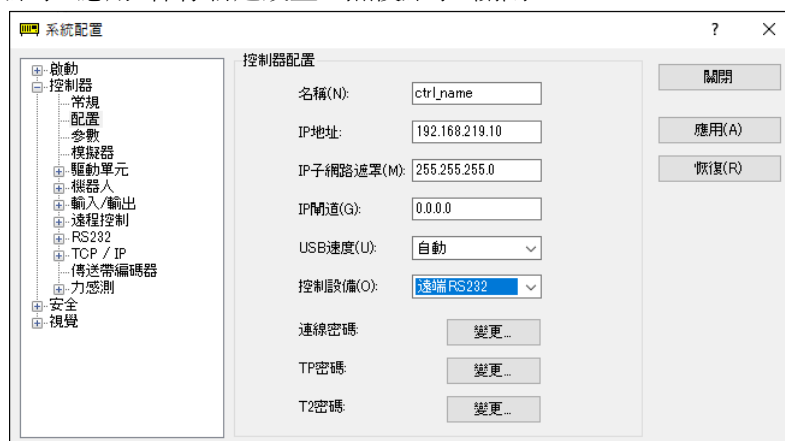 系統配置
? ×
啟動
控制器
常規
配置
參數
模擬器
驅動單元
機器人
輸入/輸出
遠程控制
RS232
TCP / IP
傳送帶編碼器
力感測
安全
視覺
控制器配置
名稱(N): ctrl_name
IP地址: 192.168.219.10
IP子網路遮罩(M): 255.255.255.0
IP閘道(G): 0.0.0.0
USB速度(U): 自動
控制設備(O): 遠端RS232
連線密碼: 變更...
TP密碼: 變更...
T2密碼: 變更...
關閉
應用(A)
恢復(R)